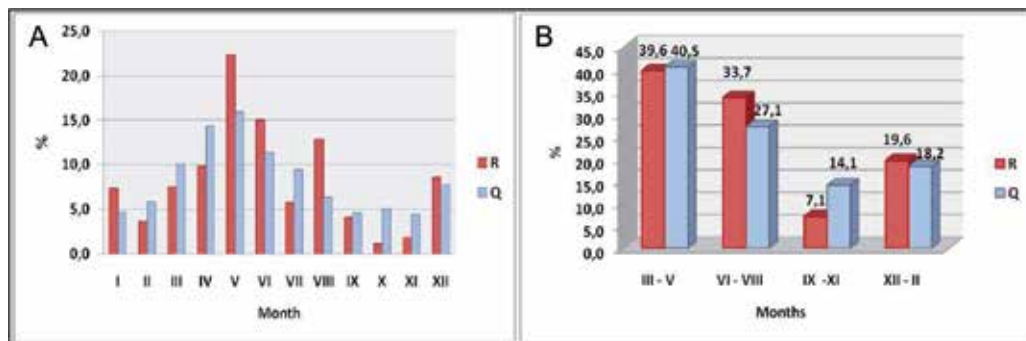 A
25,0
20,0
15,0
10,0
5,0
0,0
%
I II III IV V VI VII VIII IX X XI XII
Month
R
Q
B
45,0
40,0
35,0
30,0
25,0
20,0
15,0
10,0
5,0
0,0
%
39,6 40,5
33,7
27,1
7,1
14,1
19,6
18,2
III - V VI - VIII IX -XI XII - II
Months
R
Q